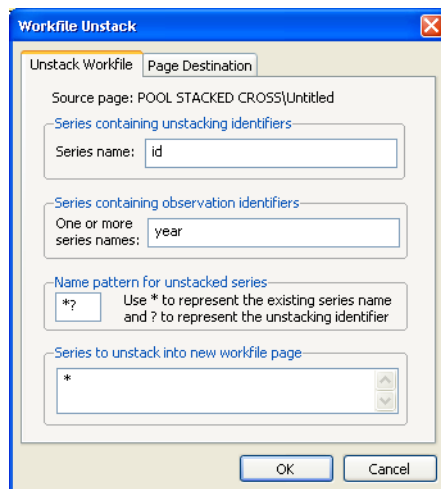 Workfile Unstack
Unstack Workfile Page Destination
Source page: POOL STACKED CROSS\Untitled
Series containing unstacking identifiers
Series name: id
Series containing observation identifiers
One or more
series names: year
Name pattern for unstacked series
*? Use * to represent the existing series name
and ? to represent the unstacking identifier
Series to unstack into new workfile page
*
OK Cancel